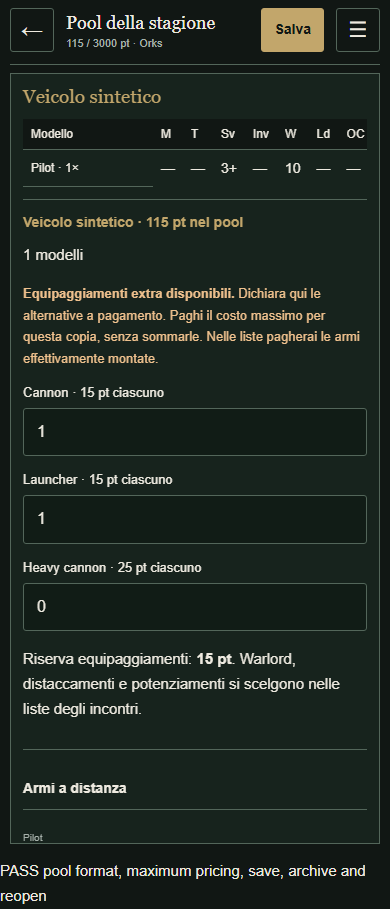 ←
Pool della stagione
115 / 3000 pt · Orks
Salva
☰
Veicolo sintetico
Modello M T Sv Inv W Ld OC
Pilot · 1× — — 3+ — 10 — —
Veicolo sintetico · 115 pt nel pool
1 modelli
Equipaggiamenti extra disponibili. Dichiara qui le
alternative a pagamento. Paghi il costo massimo per
questa copia, senza sommarle. Nelle liste pagherai le armi
effettivamente montate.
Cannon · 15 pt ciascuno
1
Launcher · 15 pt ciascuno
1
Heavy cannon · 25 pt ciascuno
0
Riserva equipaggiamenti: 15 pt. Warlord,
distaccamenti e potenziamenti si scelgono nelle
liste degli incontri.
Armi a distanza
Pilot
PASS pool format, maximum pricing, save, archive and
reopen